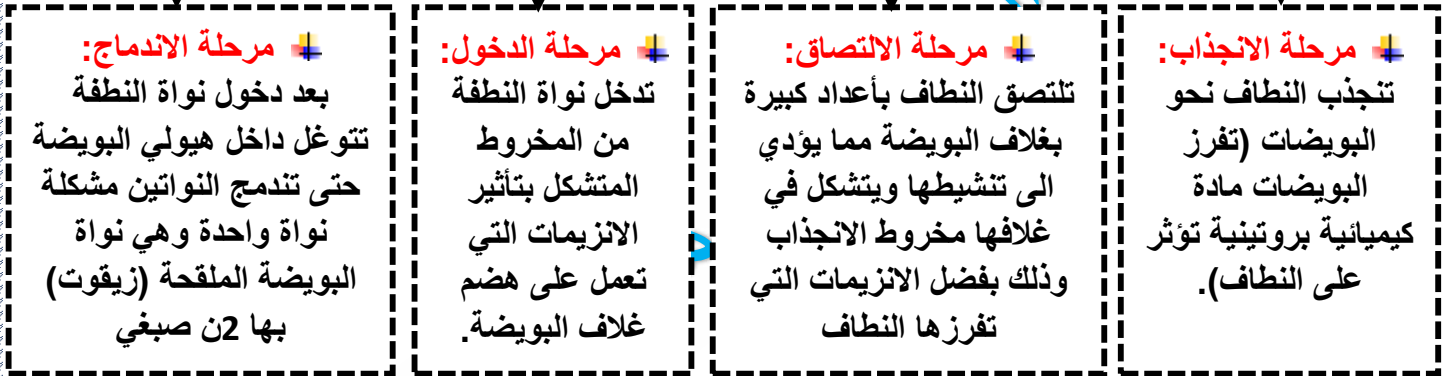 مرحلة الانجذاب:
تنجذب النطاف نحو
البويضات (تفرز
البويضات مادة
كيميائية بروتينية تؤثر
على النطاف).
مرحلة الالتصاق:
تلتصق النطاف بأعداد كبيرة
بغلاف البويضة مما يؤدي
الى تنشيطها ويتشكل في
غلافها مخروط الانجذاب
وذلك بفضل الانزيمات التي
تفرزها النطاف
مرحلة الدخول:
تدخل نواة النطفة
من المخروط
المتشكل بتأثير
الانزيمات التي
تعمل على هضم
غلاف البويضة.
مرحلة الاندماج:
بعد دخول نواة النطفة
تتوغل داخل هيولي البويضة
حتى تندمج النواتين مشكلة
نواة واحدة وهي نواة
البويضة الملقحة (زيقوت)
بها 2ن صبغي